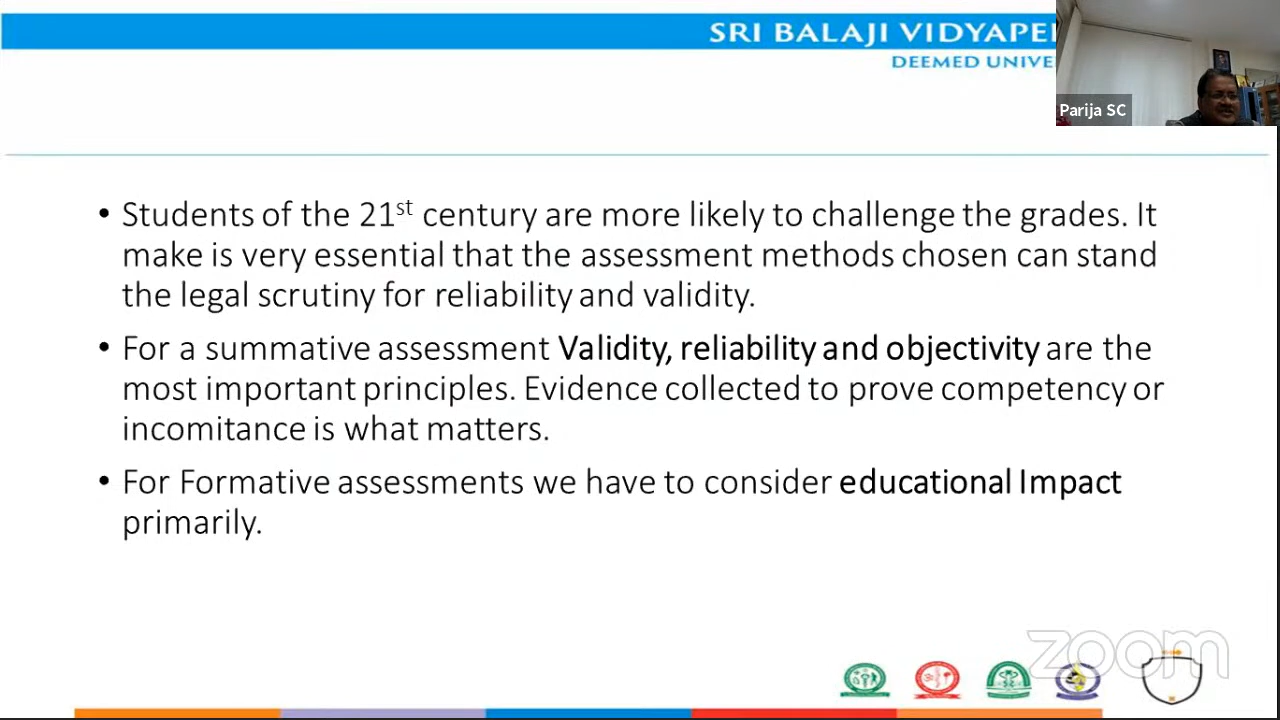 SRI BALAJI VIDYAPE
DEEMED UNIVE
Parija SC
• Students of the 21st century are more likely to challenge the grades. It
make is very essential that the assessment methods chosen can stand
the legal scrutiny for reliability and validity.
• For a summative assessment Validity, reliability and objectivity are the
most important principles. Evidence collected to prove competency or
incomitance is what matters.
• For Formative assessments we have to consider educational Impact
primarily.
zoom